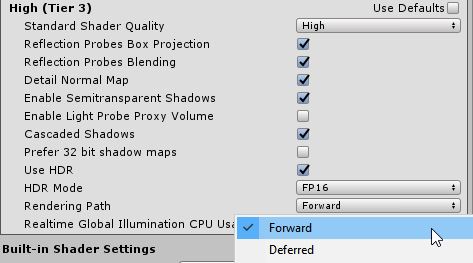 High (Tier 3) Use Defaults
Standard Shader Quality High
Reflection Probes Box Projection
Reflection Probes Blending
Detail Normal Map
Enable Semitransparent Shadows
Enable Light Probe Proxy Volume
Cascaded Shadows
Prefer 32 bit shadow maps
Use HDR
HDR Mode FP16
Rendering Path Forward
Realtime Global Illumination CPU Usa
Forward
Built-in Shader Settings
Deferred